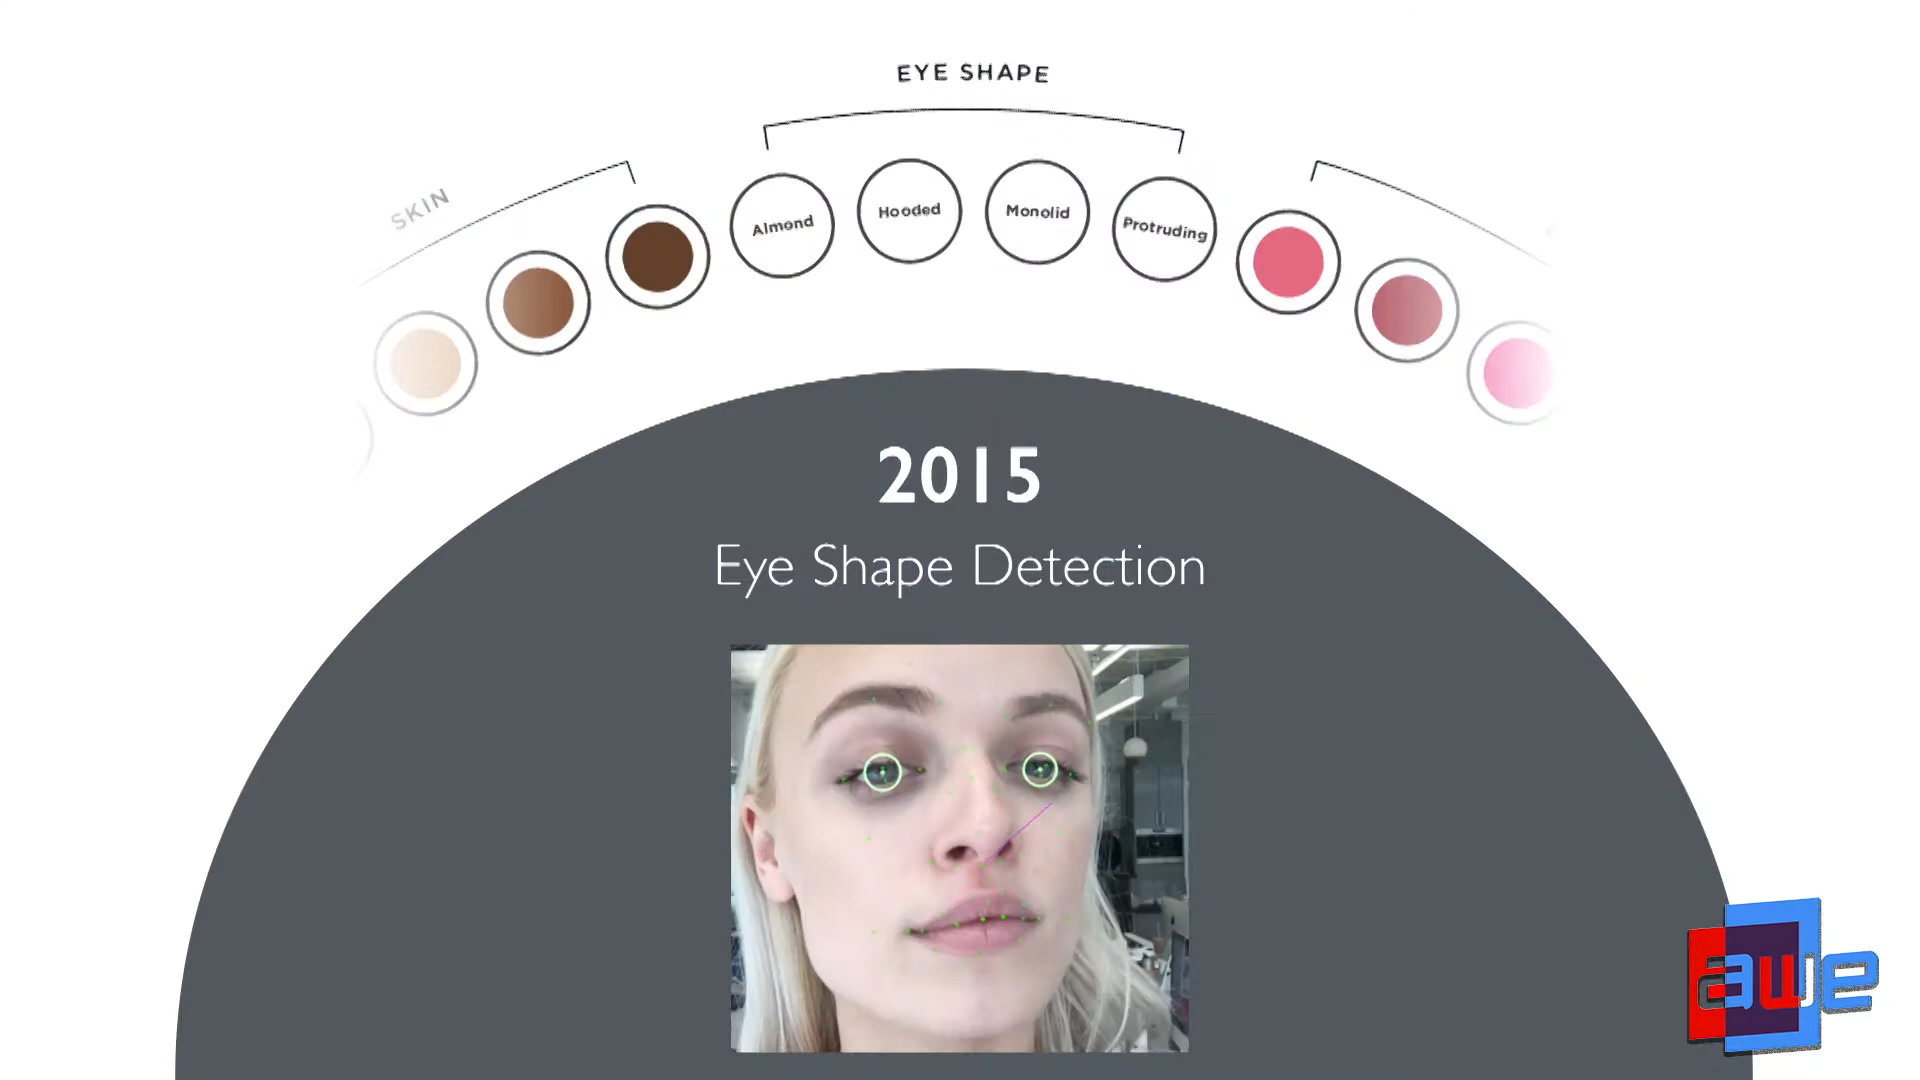 EYE SHAPE
SKIN
Almond
Hooded
Monolid
Protruding
2015
Eye Shape Detection
awe